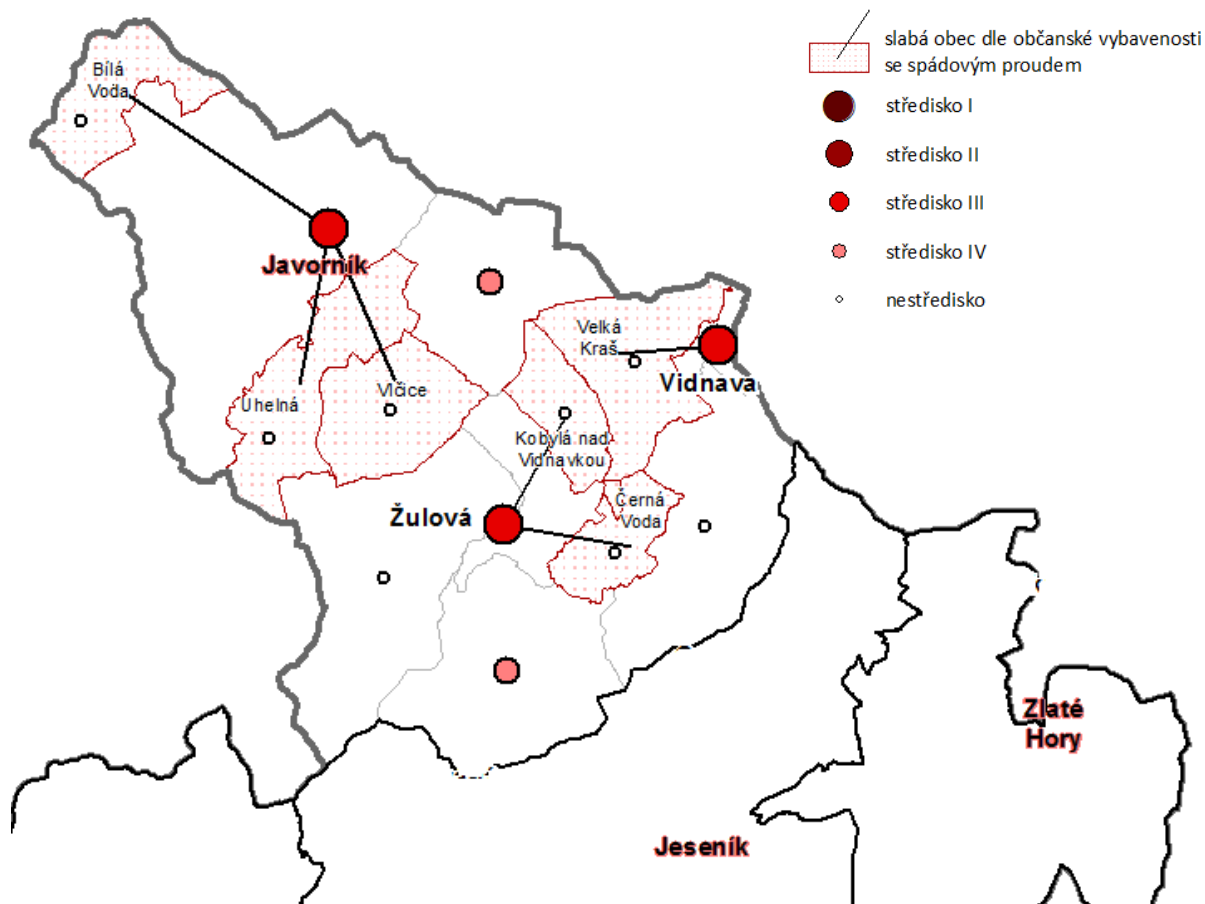 slabá obec dle občanské vybavenosti
se spádovým proudem
středisko I
středisko II
středisko III
středisko IV
nestředisko
Bílá
Voda
Javorník
Velká
Kraš
Vidnava
Vlčice
Uhelná
Kobylá nad
Vidnavkou
Černá
Voda
Žulová
Zlaté
Hory
Jeseník